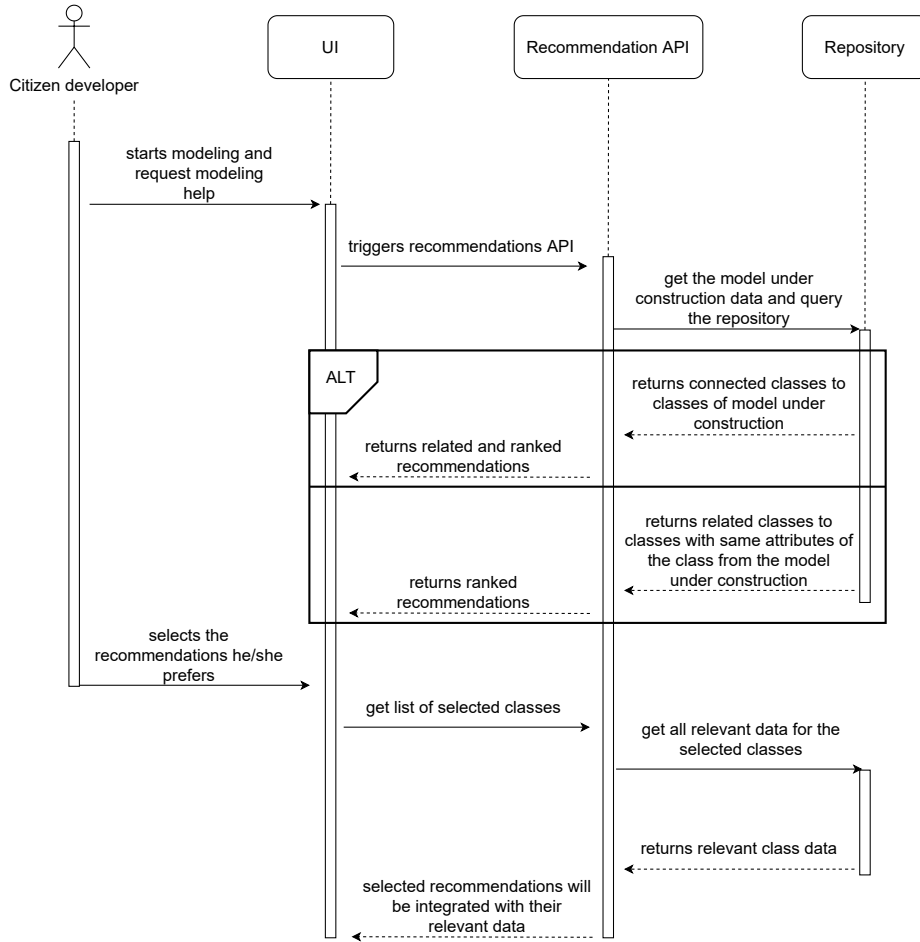 UI
Recommendation API
Repository
Citizen developer
starts modeling and
request modeling
help
triggers recommendations API
get the model under
construction data and query
the repository
ALT
returns connected classes to
classes of model under
construction
returns related and ranked
recommendations
returns related classes to
classes with same attributes of
the class from the model
under construction
returns ranked
recommendations
selects the
recommendations he/she
prefers
get list of selected classes
get all relevant data for the
selected classes
returns relevant class data
selected recommendations will
be integrated with their
relevant data